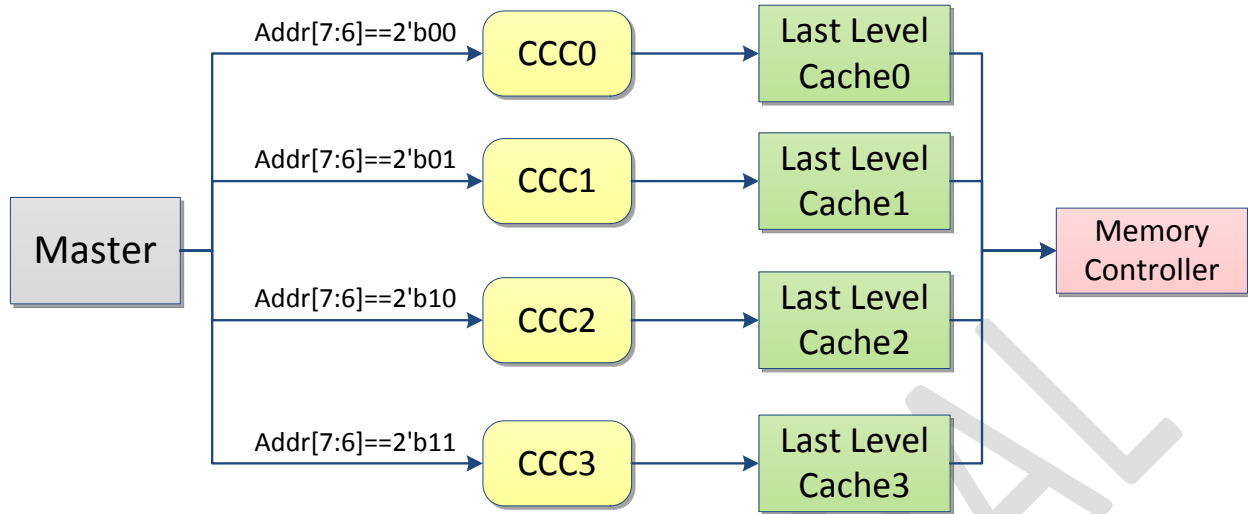 Addr[7:6]==2'b00
CCC0
Last Level
Cache0
Addr[7:6]==2'b01
CCC1
Last Level
Cache1
Master
Memory
Controller
Addr[7:6]==2'b10
CCC2
Last Level
Cache2
Addr[7:6]==2'b11
CCC3
Last Level
Cache3
AL